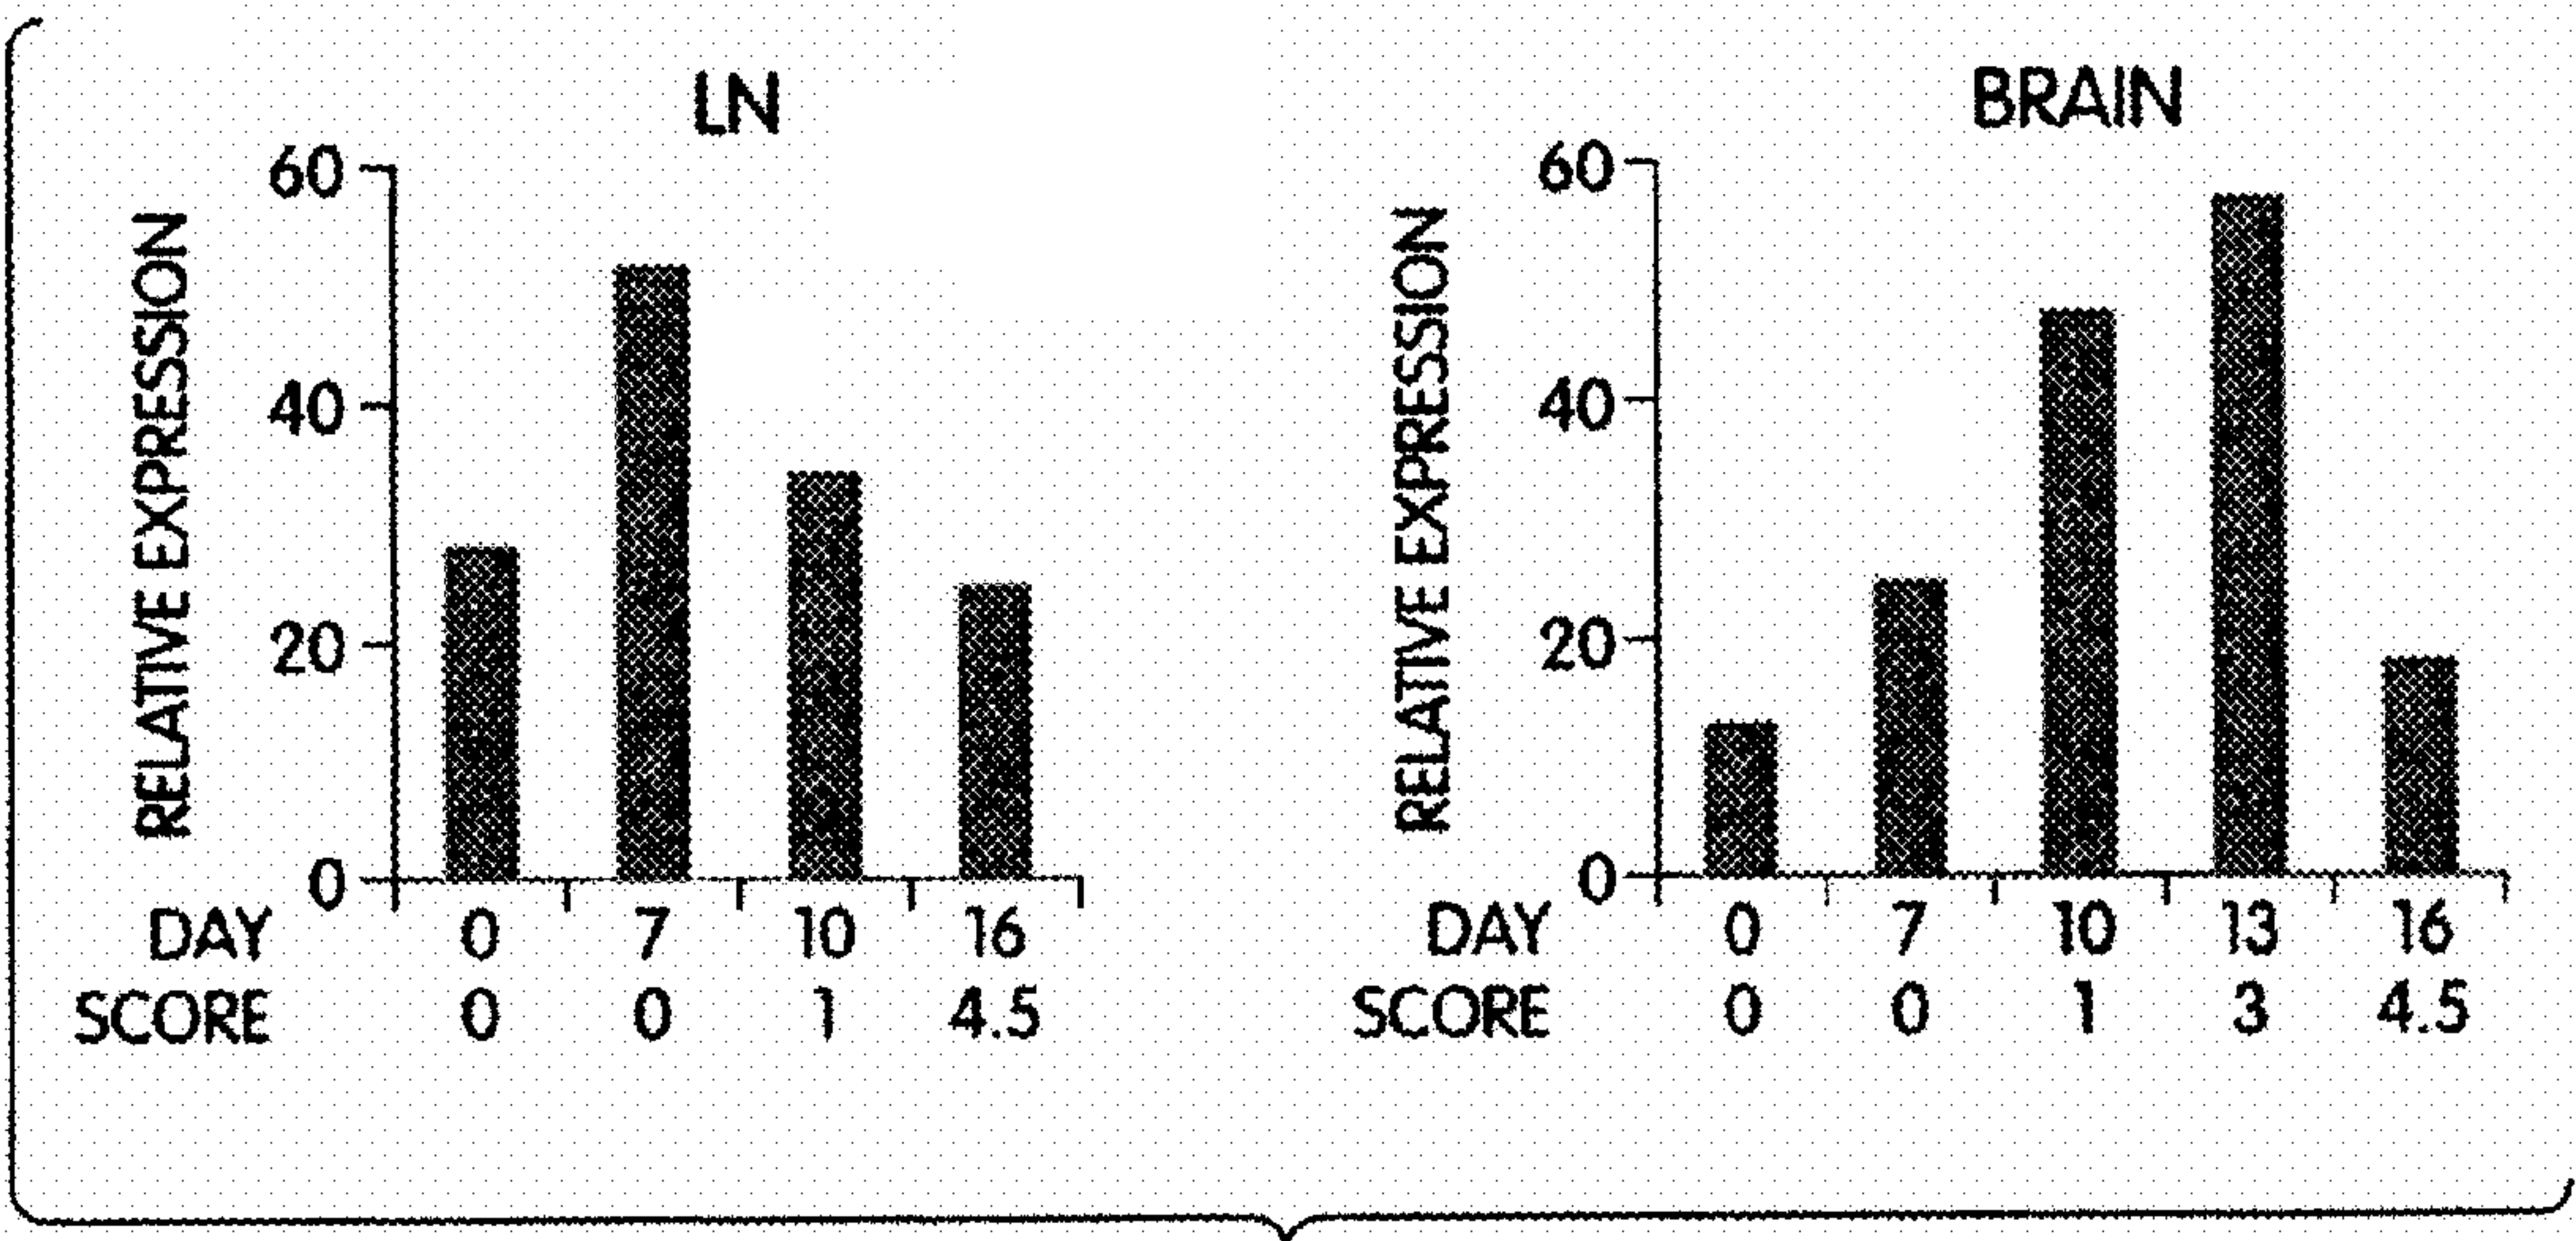 LN
RELATIVE EXPRESSION
60
40
20
0
DAY 0 7 10 16
SCORE 0 0 1 4.5
BRAIN
RELATIVE EXPRESSION
60
40
20
0
DAY 0 7 10 13 16
SCORE 0 0 1 3 4.5